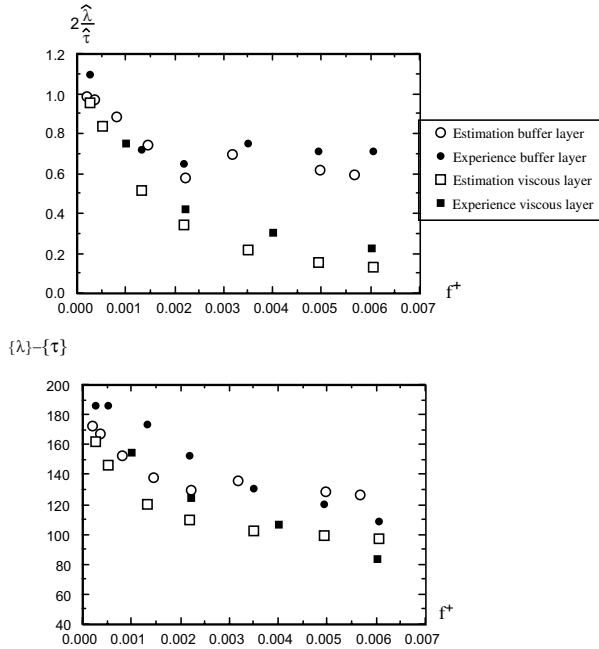 2 λ̂/τ̂
1.2
1.0
0.8
0.6
0.4
0.2
0.0
0.000 0.001 0.002 0.003 0.004 0.005 0.006 0.007
f⁺
Estimation buffer layer
Experience buffer layer
Estimation viscous layer
Experience viscous layer
{λ}−{τ}
200
180
160
140
120
100
80
60
40
0.000 0.001 0.002 0.003 0.004 0.005 0.006 0.007
f⁺